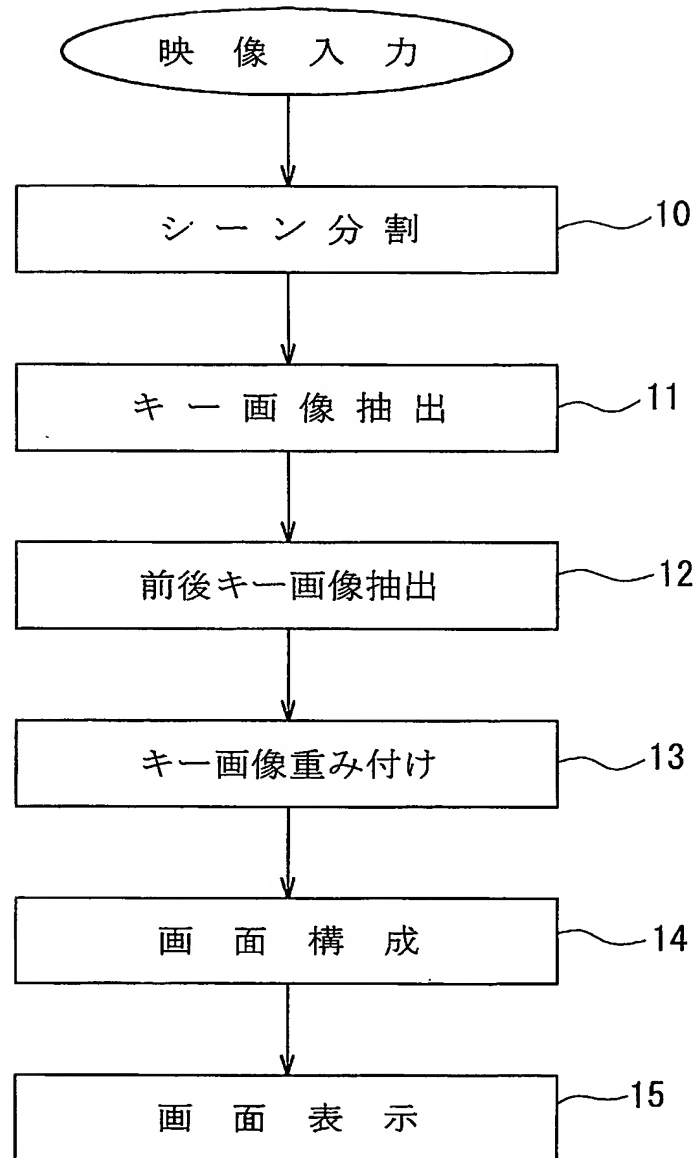 映像入力
シーン分割
10
キー画像抽出
11
前後キー画像抽出
12
キー画像重み付け
13
画面構成
14
画面表示
15